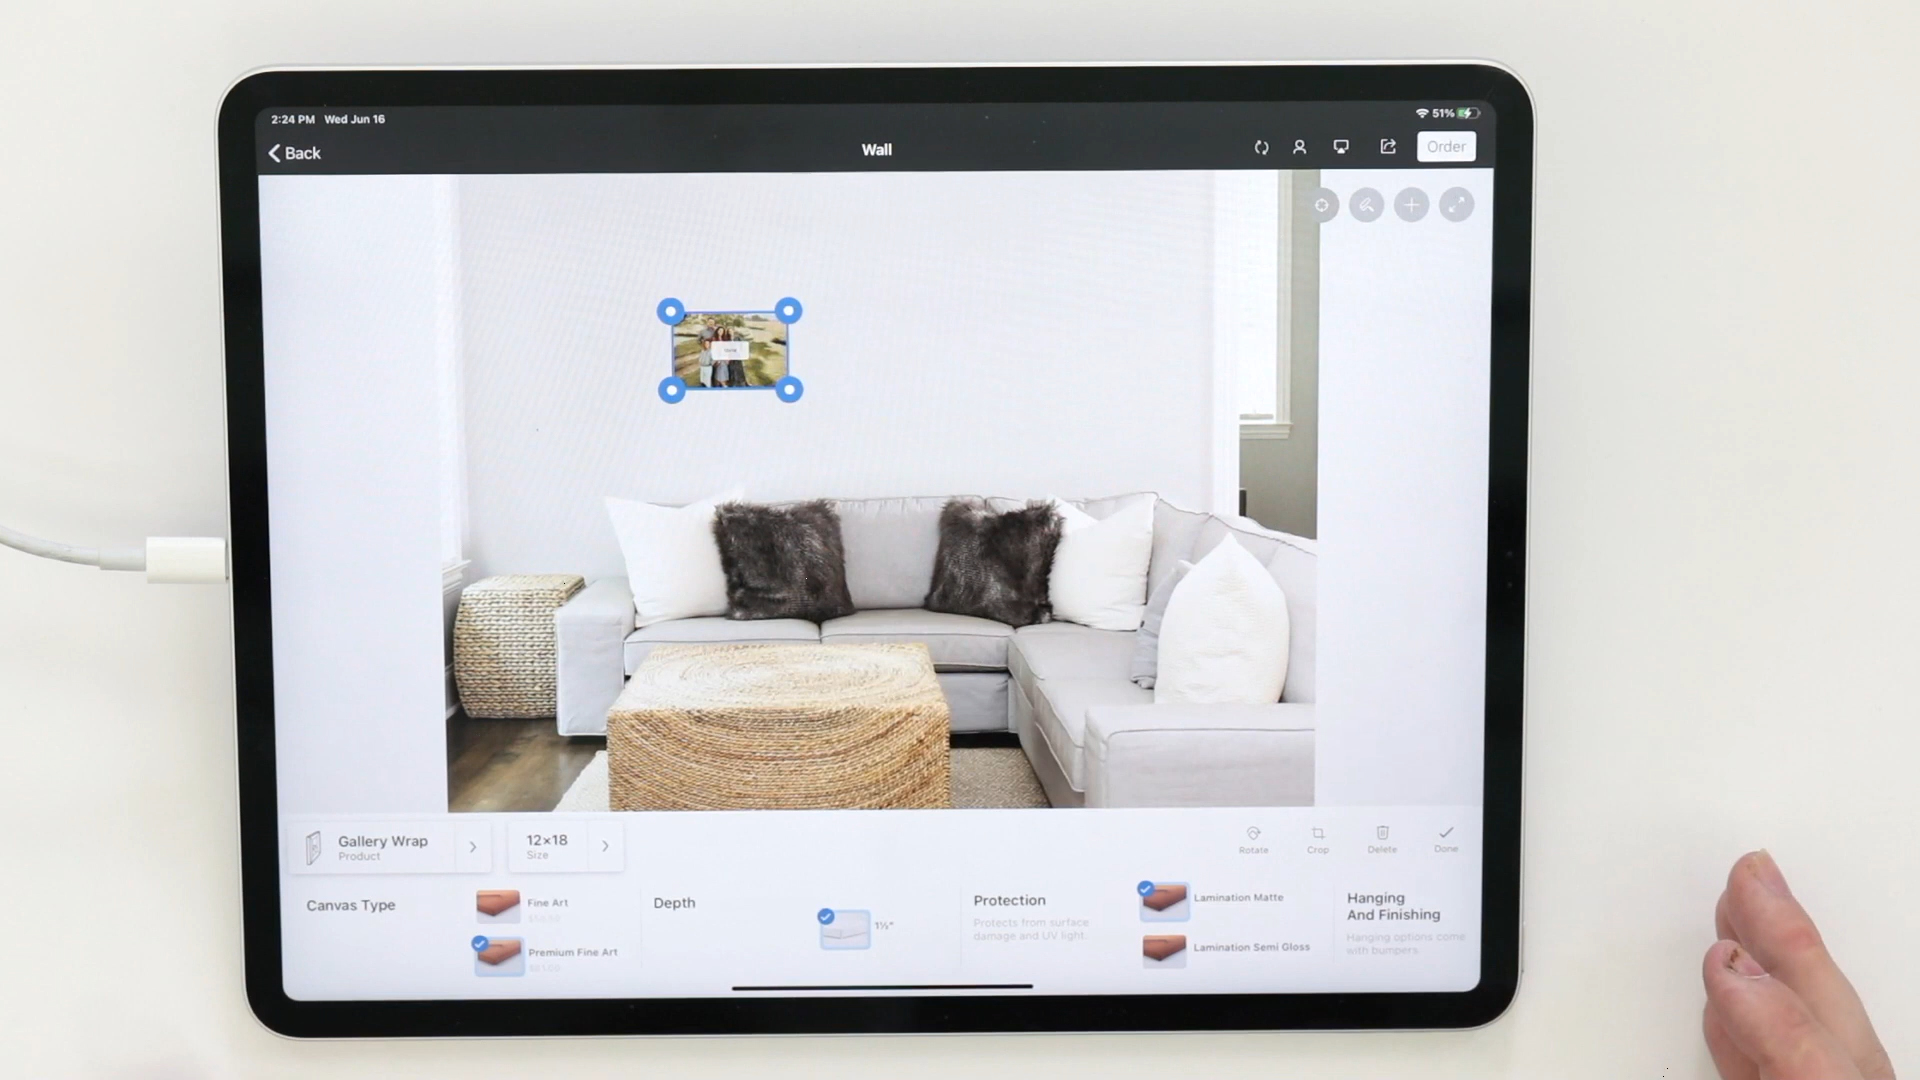 2:24 PM Wed Jun 16
51%
Back
Wall
Order
Gallery Wrap
Product
12×18
Size
Rotate
Crop
Delete
Done
Canvas Type
Fine Art
Premium Fine Art
Depth
1½"
Protection
Protects from surface
damage and UV light.
Lamination Matte
Lamination Semi Gloss
Hanging
And Finishing
Hanging options come
with bumpers.